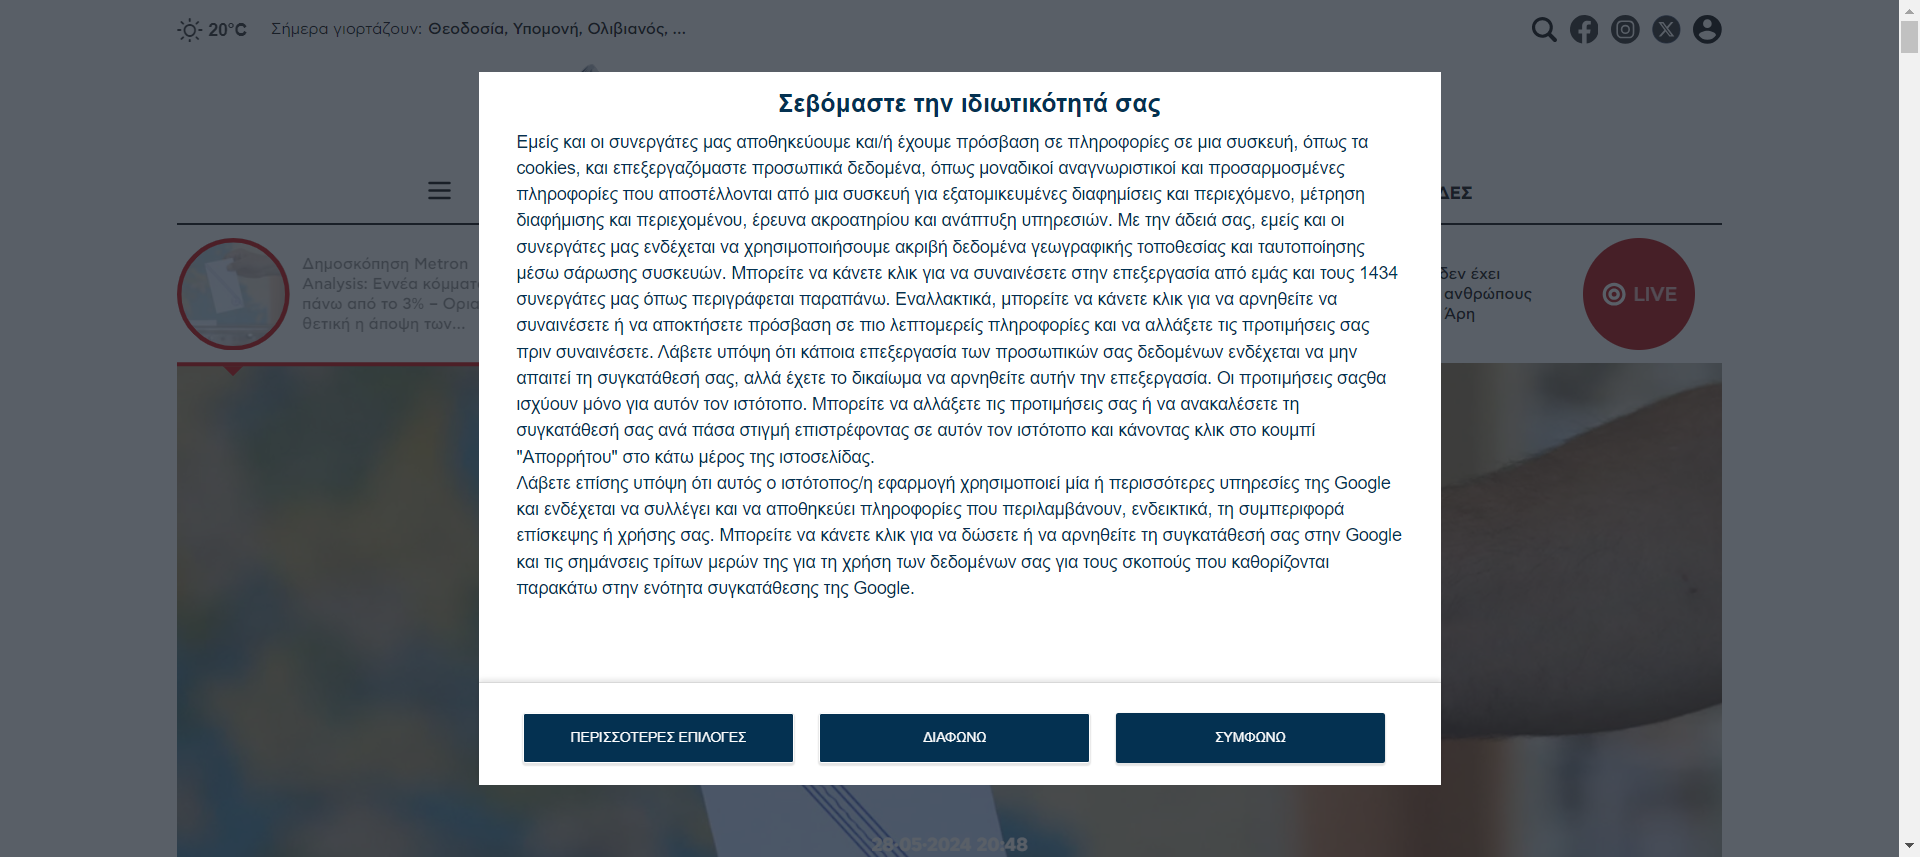 20°C
Σήμερα γιορτάζουν: Θεοδοσία, Υπομονή, Ολιβιανός, ...
Σεβόμαστε την ιδιωτικότητά σας
Εμείς και οι συνεργάτες μας αποθηκεύουμε και/ή έχουμε πρόσβαση σε πληροφορίες σε μια συσκευή, όπως τα
cookies, και επεξεργαζόμαστε προσωπικά δεδομένα, όπως μοναδικοί αναγνωριστικοί και προσαρμοσμένες
πληροφορίες που αποστέλλονται από μια συσκευή για εξατομικευμένες διαφημίσεις και περιεχόμενο, μέτρηση
διαφήμισης και περιεχομένου, έρευνα ακροατηρίου και ανάπτυξη υπηρεσιών. Με την άδειά σας, εμείς και οι
συνεργάτες μας ενδέχεται να χρησιμοποιήσουμε ακριβή δεδομένα γεωγραφικής τοποθεσίας και ταυτοποίησης
μέσω σάρωσης συσκευών. Μπορείτε να κάνετε κλικ για να συναινέσετε στην επεξεργασία από εμάς και τους 1434
συνεργάτες μας όπως περιγράφεται παραπάνω. Εναλλακτικά, μπορείτε να κάνετε κλικ για να αρνηθείτε να
συναινέσετε ή να αποκτήσετε πρόσβαση σε πιο λεπτομερείς πληροφορίες και να αλλάξετε τις προτιμήσεις σας
πριν συναινέσετε. Λάβετε υπόψη ότι κάποια επεξεργασία των προσωπικών σας δεδομένων ενδέχεται να μην
απαιτεί τη συγκατάθεσή σας, αλλά έχετε το δικαίωμα να αρνηθείτε αυτήν την επεξεργασία. Οι προτιμήσεις σαςθα
ισχύουν μόνο για αυτόν τον ιστότοπο. Μπορείτε να αλλάξετε τις προτιμήσεις σας ή να ανακαλέσετε τη
συγκατάθεσή σας ανά πάσα στιγμή επιστρέφοντας σε αυτόν τον ιστότοπο και κάνοντας κλικ στο κουμπί
"Απορρήτου" στο κάτω μέρος της ιστοσελίδας.
Λάβετε επίσης υπόψη ότι αυτός ο ιστότοπος/η εφαρμογή χρησιμοποιεί μία ή περισσότερες υπηρεσίες της Google
και ενδέχεται να συλλέγει και να αποθηκεύει πληροφορίες που περιλαμβάνουν, ενδεικτικά, τη συμπεριφορά
επίσκεψης ή χρήσης σας. Μπορείτε να κάνετε κλικ για να δώσετε ή να αρνηθείτε τη συγκατάθεσή σας στην Google
και τις σημάνσεις τρίτων μερών της για τη χρήση των δεδομένων σας για τους σκοπούς που καθορίζονται
παρακάτω στην ενότητα συγκατάθεσης της Google.
ΠΕΡΙΣΣΟΤΕΡΕΣ ΕΠΙΛΟΓΕΣ
ΔΙΑΦΩΝΩ
ΣΥΜΦΩΝΩ
ΔΕΣ
Δημοσκόπηση Metron
Analysis: Εννέα κόμματ
πάνω από το 3% – Ορια
θετική η άποψη των...
δεν έχει
ανθρώπους
Άρη
LIVE
28-05-2024 20:48